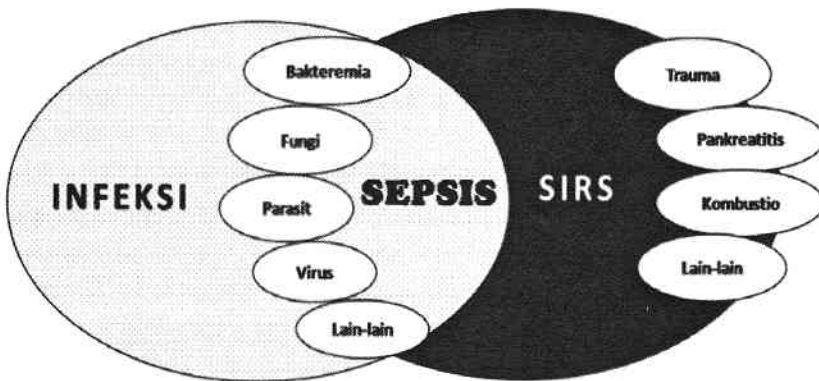 Bakteremia
Fungi
INFEKSI
Parasit
Virus
Lain-lain
SEPSIS
SIRS
Trauma
Pankreatitis
Kombustio
Lain-lain